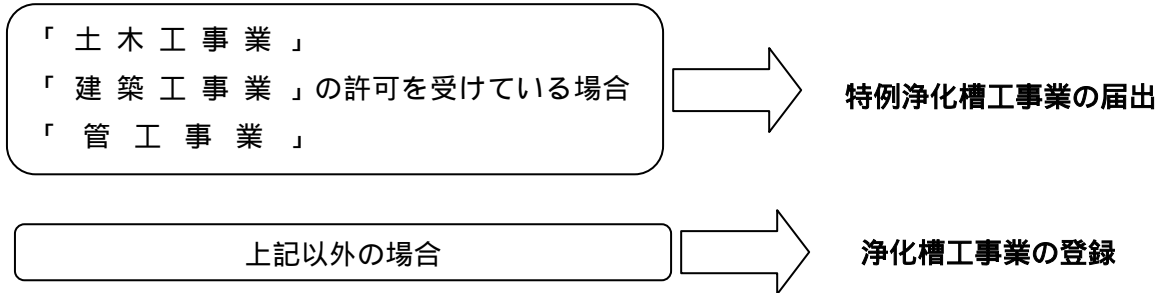 「 土 木 工 事 業 」
「 建 築 工 事 業 」の許可を受けている場合
「 管 工 事 業 」
特例浄化槽工事業の届出
上記以外の場合
浄化槽工事業の登録